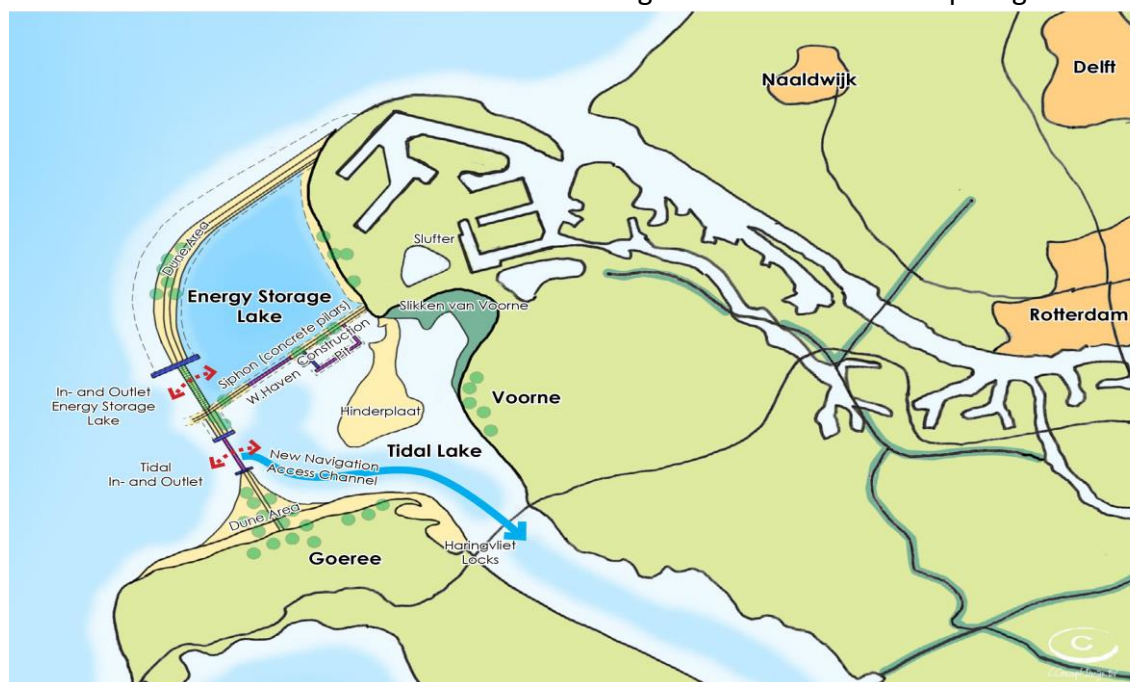 Naaldwijk
Delft
Slufter
Dune Area
Slikken van Voorne
Energy Storage
Lake
Siphon (concrete pilars)
Rotterdam
W.Haven Construction
Pit
In- and Outlet
Energy Storage
Lake
Voorne
Hinderplaat
Tidal Lake
New Navigation
Access Channel
Tidal
In- and Outlet
Dune Area
Haringvliet
Locks
Goeree
C